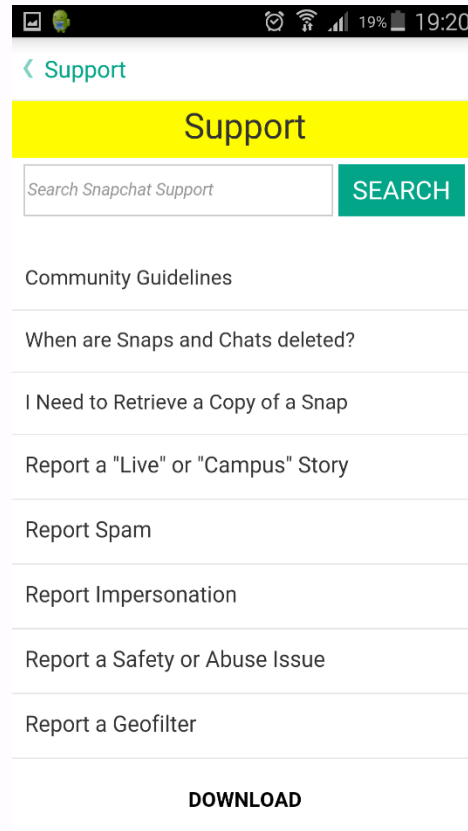 19% 19:20
Support
Support
Search Snapchat Support SEARCH
Community Guidelines
When are Snaps and Chats deleted?
I Need to Retrieve a Copy of a Snap
Report a "Live" or "Campus" Story
Report Spam
Report Impersonation
Report a Safety or Abuse Issue
Report a Geofilter
DOWNLOAD